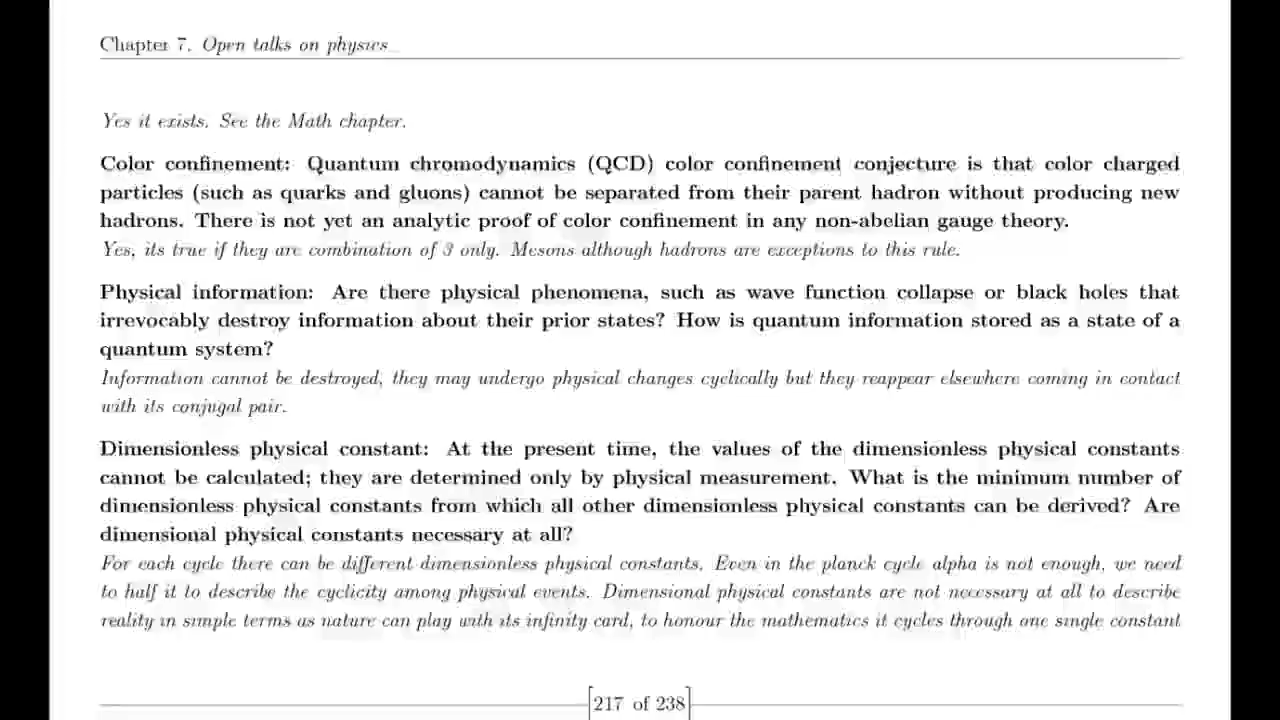 Chapter 7. Open talks on physics
Yes it exists. See the Math chapter.
Color confinement: Quantum chromodynamics (QCD) color confinement conjecture is that color charged
particles (such as quarks and gluons) cannot be separated from their parent hadron without producing new
hadrons. There is not yet an analytic proof of color confinement in any non-abelian gauge theory.
Yes, its true if they are combination of 3 only. Mesons although hadrons are exceptions to this rule.
Physical information: Are there physical phenomena, such as wave function collapse or black holes that
irrevocably destroy information about their prior states? How is quantum information stored as a state of a
quantum system?
Information cannot be destroyed, they may undergo physical changes cyclically but they reappear elsewhere coming in contact
with its conjugal pair.
Dimensionless physical constant: At the present time, the values of the dimensionless physical constants
cannot be calculated; they are determined only by physical measurement. What is the minimum number of
dimensionless physical constants from which all other dimensionless physical constants can be derived? Are
dimensional physical constants necessary at all?
For each cycle there can be different dimensionless physical constants. Even in the planck cycle alpha is not enough, we need
to half it to describe the cyclicity among physical events. Dimensional physical constants are not necessary at all to describe
reality in simple terms as nature can play with its infinity card, to honour the mathematics it cycles through one single constant
217 of 238